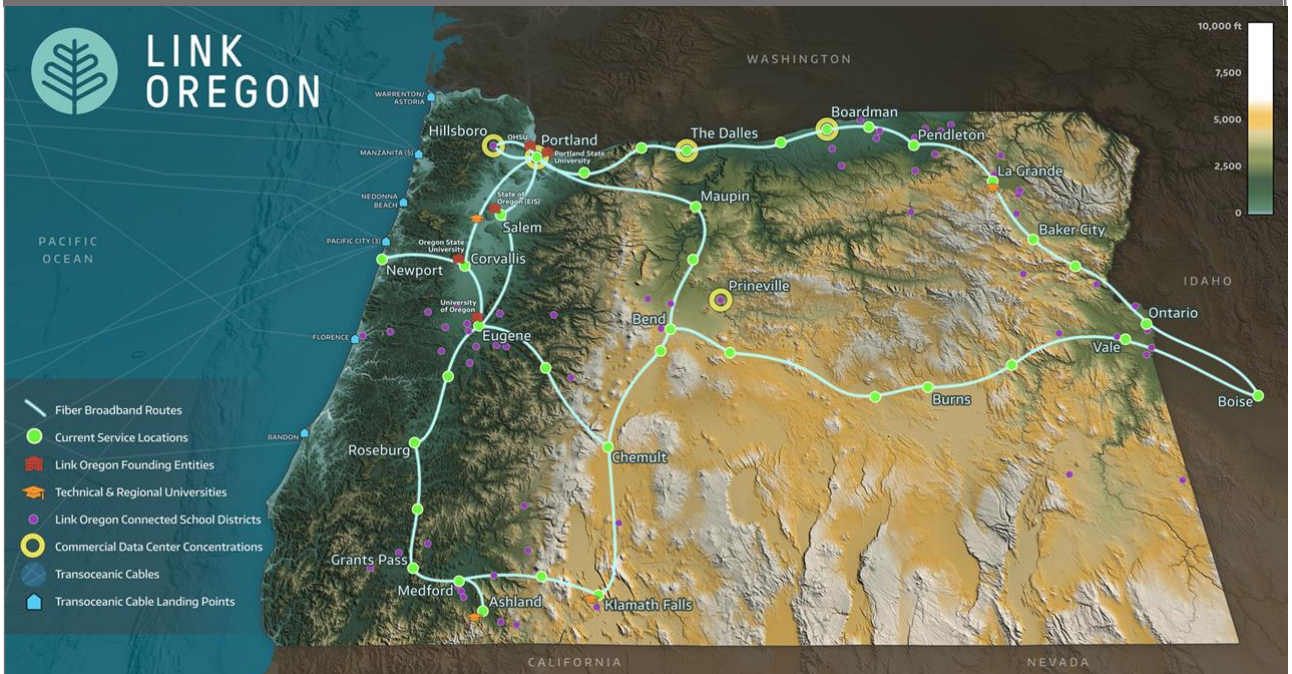 LINK
OREGON
10,000 ft
7,500
5,000
2,500
0
WASHINGTON
WARRENTON/
ASTORIA
MANZANITA (5)
NEDONNA
BEACH
PACIFIC CITY (3)
PACIFIC
OCEAN
FLORENCE
BANDON
Hillsboro
OHSU
Portland
Portland State
University
The Dalles
Boardman
Pendleton
La Grande
State of
Oregon (EIS)
Salem
Maupin
Baker City
Oregon State
University
Corvallis
Newport
IDAHO
Prineville
University
of Oregon
Eugene
Bend
Ontario
Vale
Burns
Boise
Roseburg
Chemult
Grants Pass
Medford
Ashland
Klamath Falls
Fiber Broadband Routes
Current Service Locations
Link Oregon Founding Entities
Technical & Regional Universities
Link Oregon Connected School Districts
Commercial Data Center Concentrations
Transoceanic Cables
Transoceanic Cable Landing Points
CALIFORNIA
NEVADA